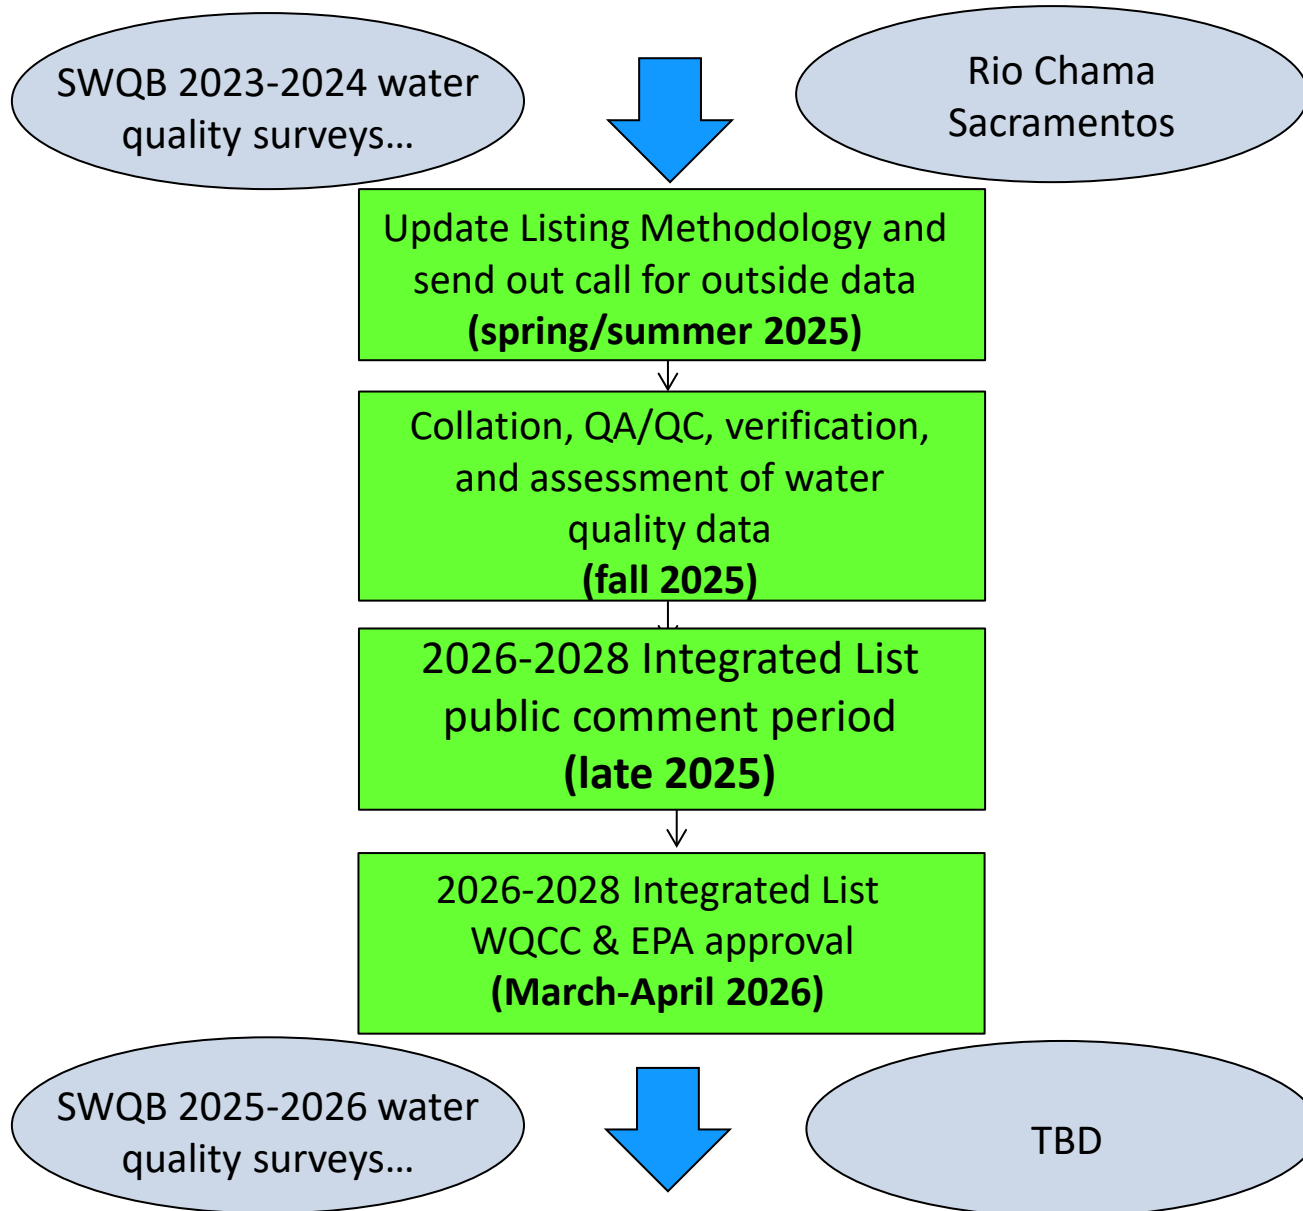 SWQB 2023-2024 water
quality surveys…
Rio Chama
Sacramentos
Update Listing Methodology and
send out call for outside data
(spring/summer 2025)
Collation, QA/QC, verification,
and assessment of water
quality data
(fall 2025)
2026-2028 Integrated List
public comment period
(late 2025)
2026-2028 Integrated List
WQCC & EPA approval
(March-April 2026)
SWQB 2025-2026 water
quality surveys…
TBD